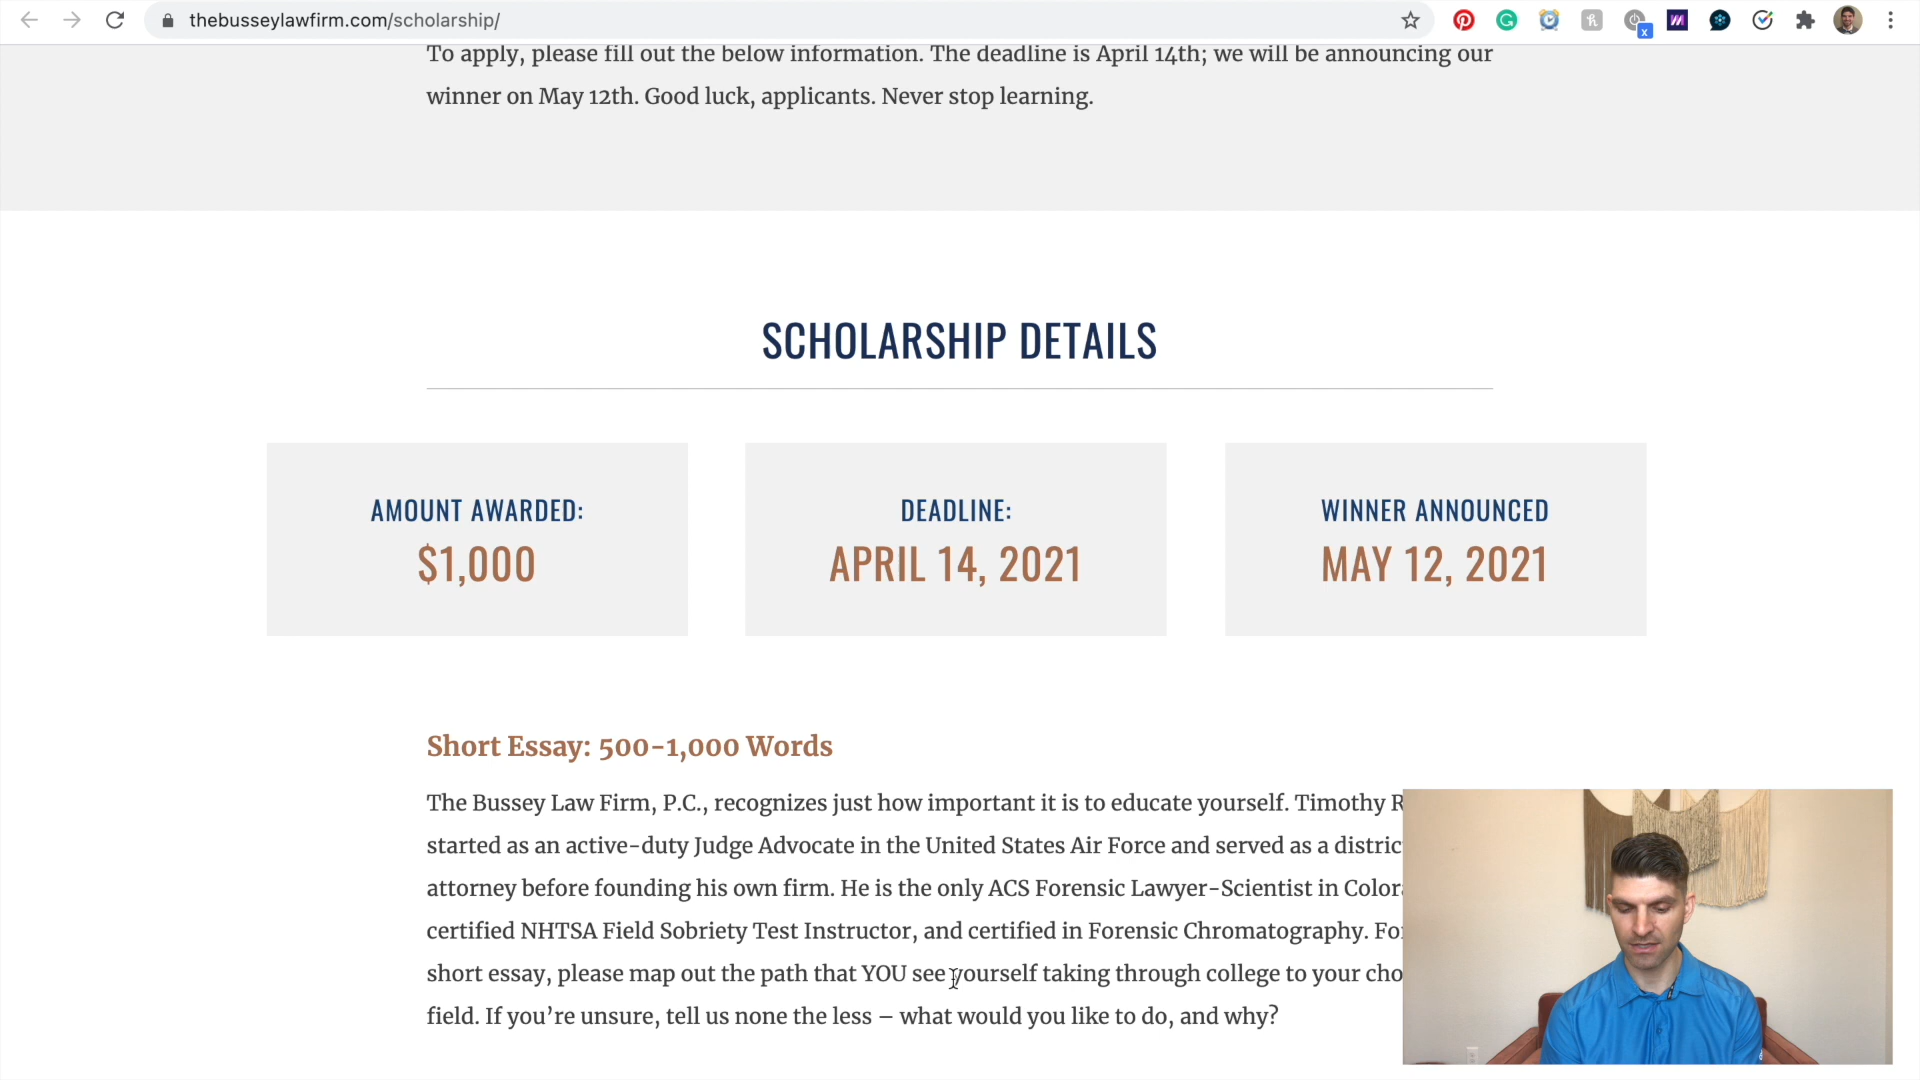 thebusseylawfirm.com/scholarship/
To apply, please fill out the below information. The deadline is April 14th; we will be announcing our
winner on May 12th. Good luck, applicants. Never stop learning.
SCHOLARSHIP DETAILS
AMOUNT AWARDED:
$1,000
DEADLINE:
APRIL 14, 2021
WINNER ANNOUNCED
MAY 12, 2021
Short Essay: 500-1,000 Words
The Bussey Law Firm, P.C., recognizes just how important it is to educate yourself. Timothy
started as an active-duty Judge Advocate in the United States Air Force and served as a
attorney before founding his own firm. He is the only ACS Forensic Lawyer-Scientist in
certified NHTSA Field Sobriety Test Instructor, and certified in Forensic Chromatography.
short essay, please map out the path that YOU see yourself taking through college to your
field. If you’re unsure, tell us none the less – what would you like to do, and why?